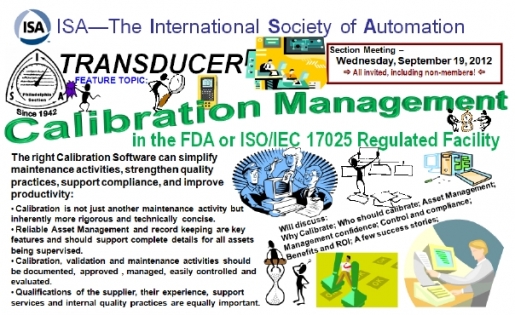 ISA
ISA—The International Society of Automation
TRANSDUCER
FEATURE TOPIC:
Section Meeting –
Wednesday, September 19, 2012
⇒ All invited, including non-members! ⇐
I S A
Philadelphia
Section
Since 1942
Calibration Management
in the FDA or ISO/IEC 17025 Regulated Facility
The right Calibration Software can simplify
maintenance activities, strengthen quality
practices, support compliance, and improve
productivity:
• Calibration is not just another maintenance activity but
inherently more rigorous and technically concise.
• Reliable Asset Management and record keeping are key
features and should support complete details for all assets
being supervised.
• Calibration, validation and maintenance activities should
be documented, approved , managed, easily controlled and
evaluated.
• Qualifications of the supplier, their experience, support
services and internal quality practices are equally important.
Will discuss:
Why Calibrate; Who should calibrate; Asset Management;
Management confidence; Control and compliance;
Benefits and ROI; A few success stories;